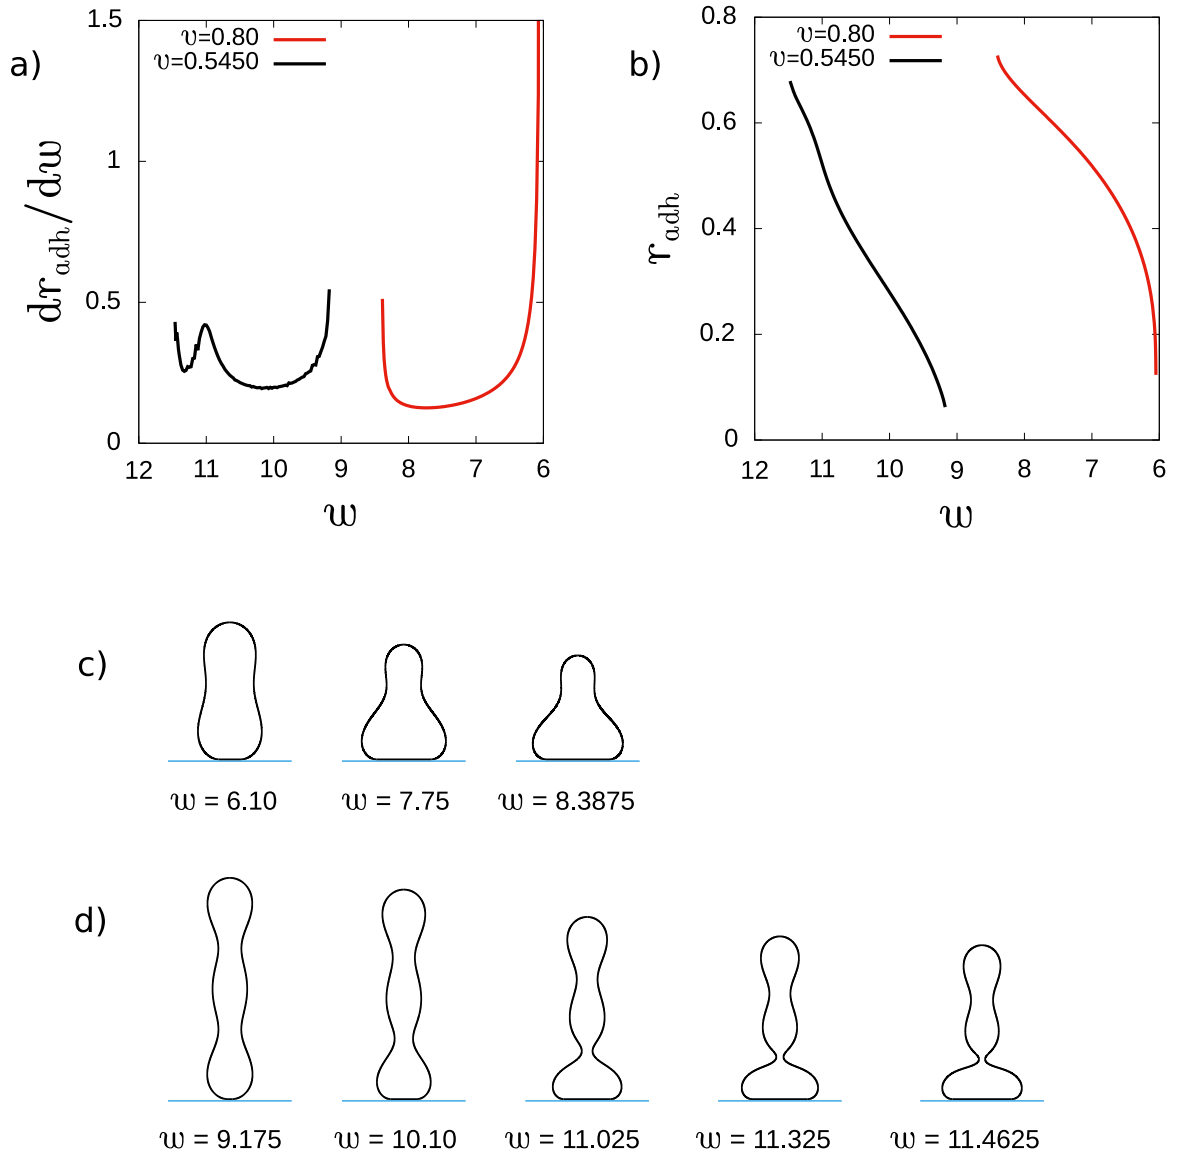 a)
1.5
1
0.5
0
υ=0.80
υ=0.5450
dr_adh / dw
12 11 10 9 8 7 6
w
b)
0.8
0.6
0.4
0.2
0
υ=0.80
υ=0.5450
r_adh
12 11 10 9 8 7 6
w
c)
w = 6.10 w = 7.75 w = 8.3875
d)
w = 9.175 w = 10.10 w = 11.025 w = 11.325 w = 11.4625